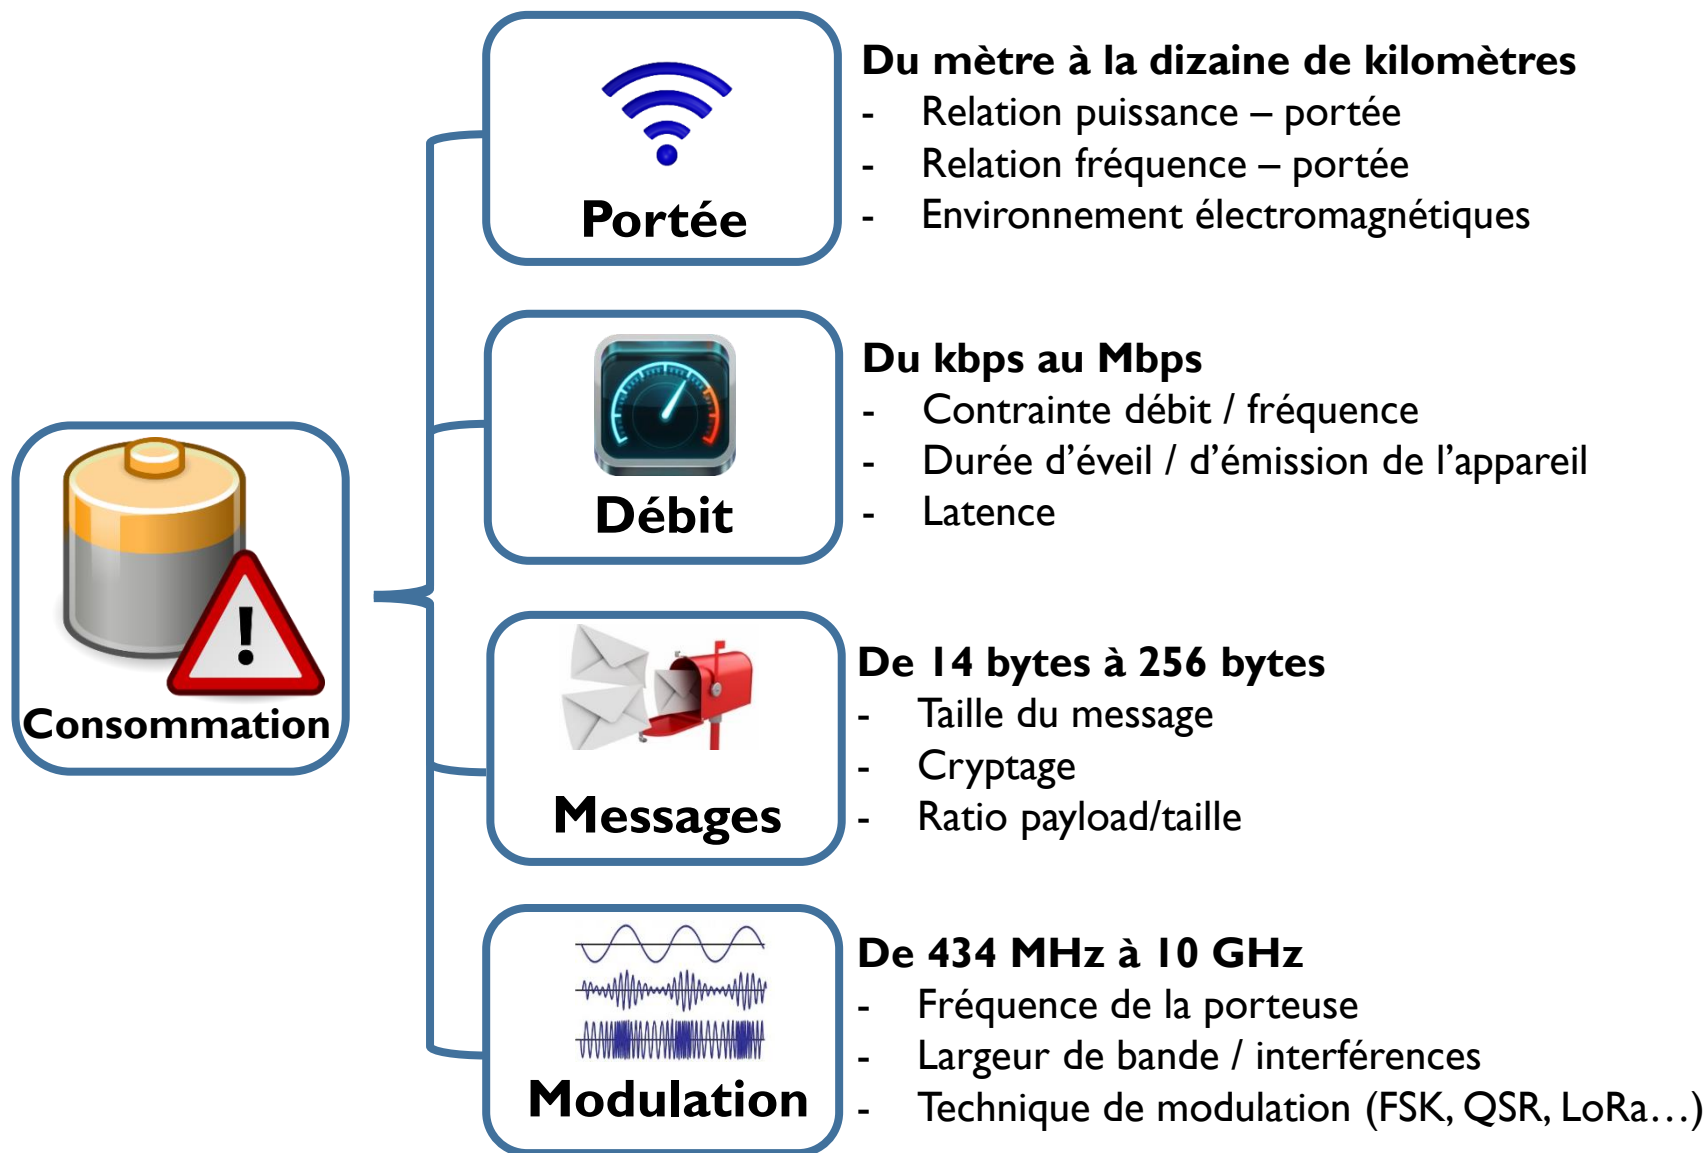 Consommation
Portée
Du mètre à la dizaine de kilomètres
- Relation puissance – portée
- Relation fréquence – portée
- Environnement électromagnétiques
Débit
Du kbps au Mbps
- Contrainte débit / fréquence
- Durée d’éveil / d’émission de l’appareil
- Latence
Messages
De 14 bytes à 256 bytes
- Taille du message
- Cryptage
- Ratio payload/taille
Modulation
De 434 MHz à 10 GHz
- Fréquence de la porteuse
- Largeur de bande / interférences
- Technique de modulation (FSK, QSR, LoRa…)